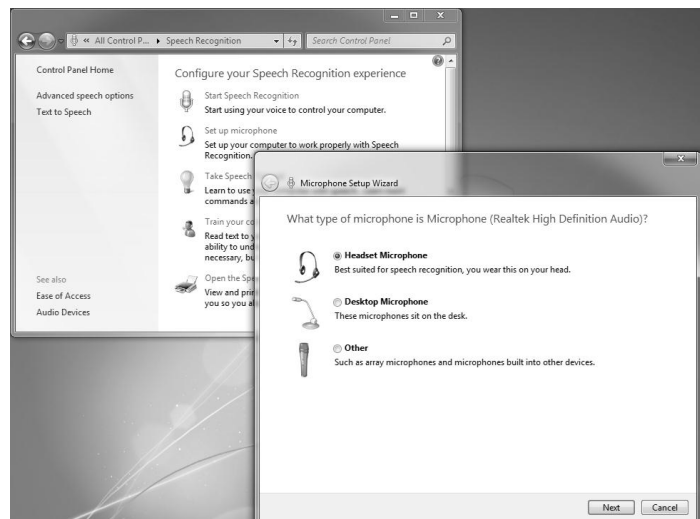 « All Control P... ▸ Speech Recognition
Search Control Panel
Control Panel Home
Advanced speech options
Text to Speech
See also
Ease of Access
Audio Devices
Configure your Speech Recognition experience
Start Speech Recognition
Start using your voice to control your computer.
Set up microphone
Set up your computer to work properly with Speech
Recognition.
Take Speech
Learn to use
commands a
Train your co
Read text to y
ability to und
necessary, bu
Open the Spe
View and prin
you so you al
Microphone Setup Wizard
What type of microphone is Microphone (Realtek High Definition Audio)?
Headset Microphone
Best suited for speech recognition, you wear this on your head.
Desktop Microphone
These microphones sit on the desk.
Other
Such as array microphones and microphones built into other devices.
Next
Cancel